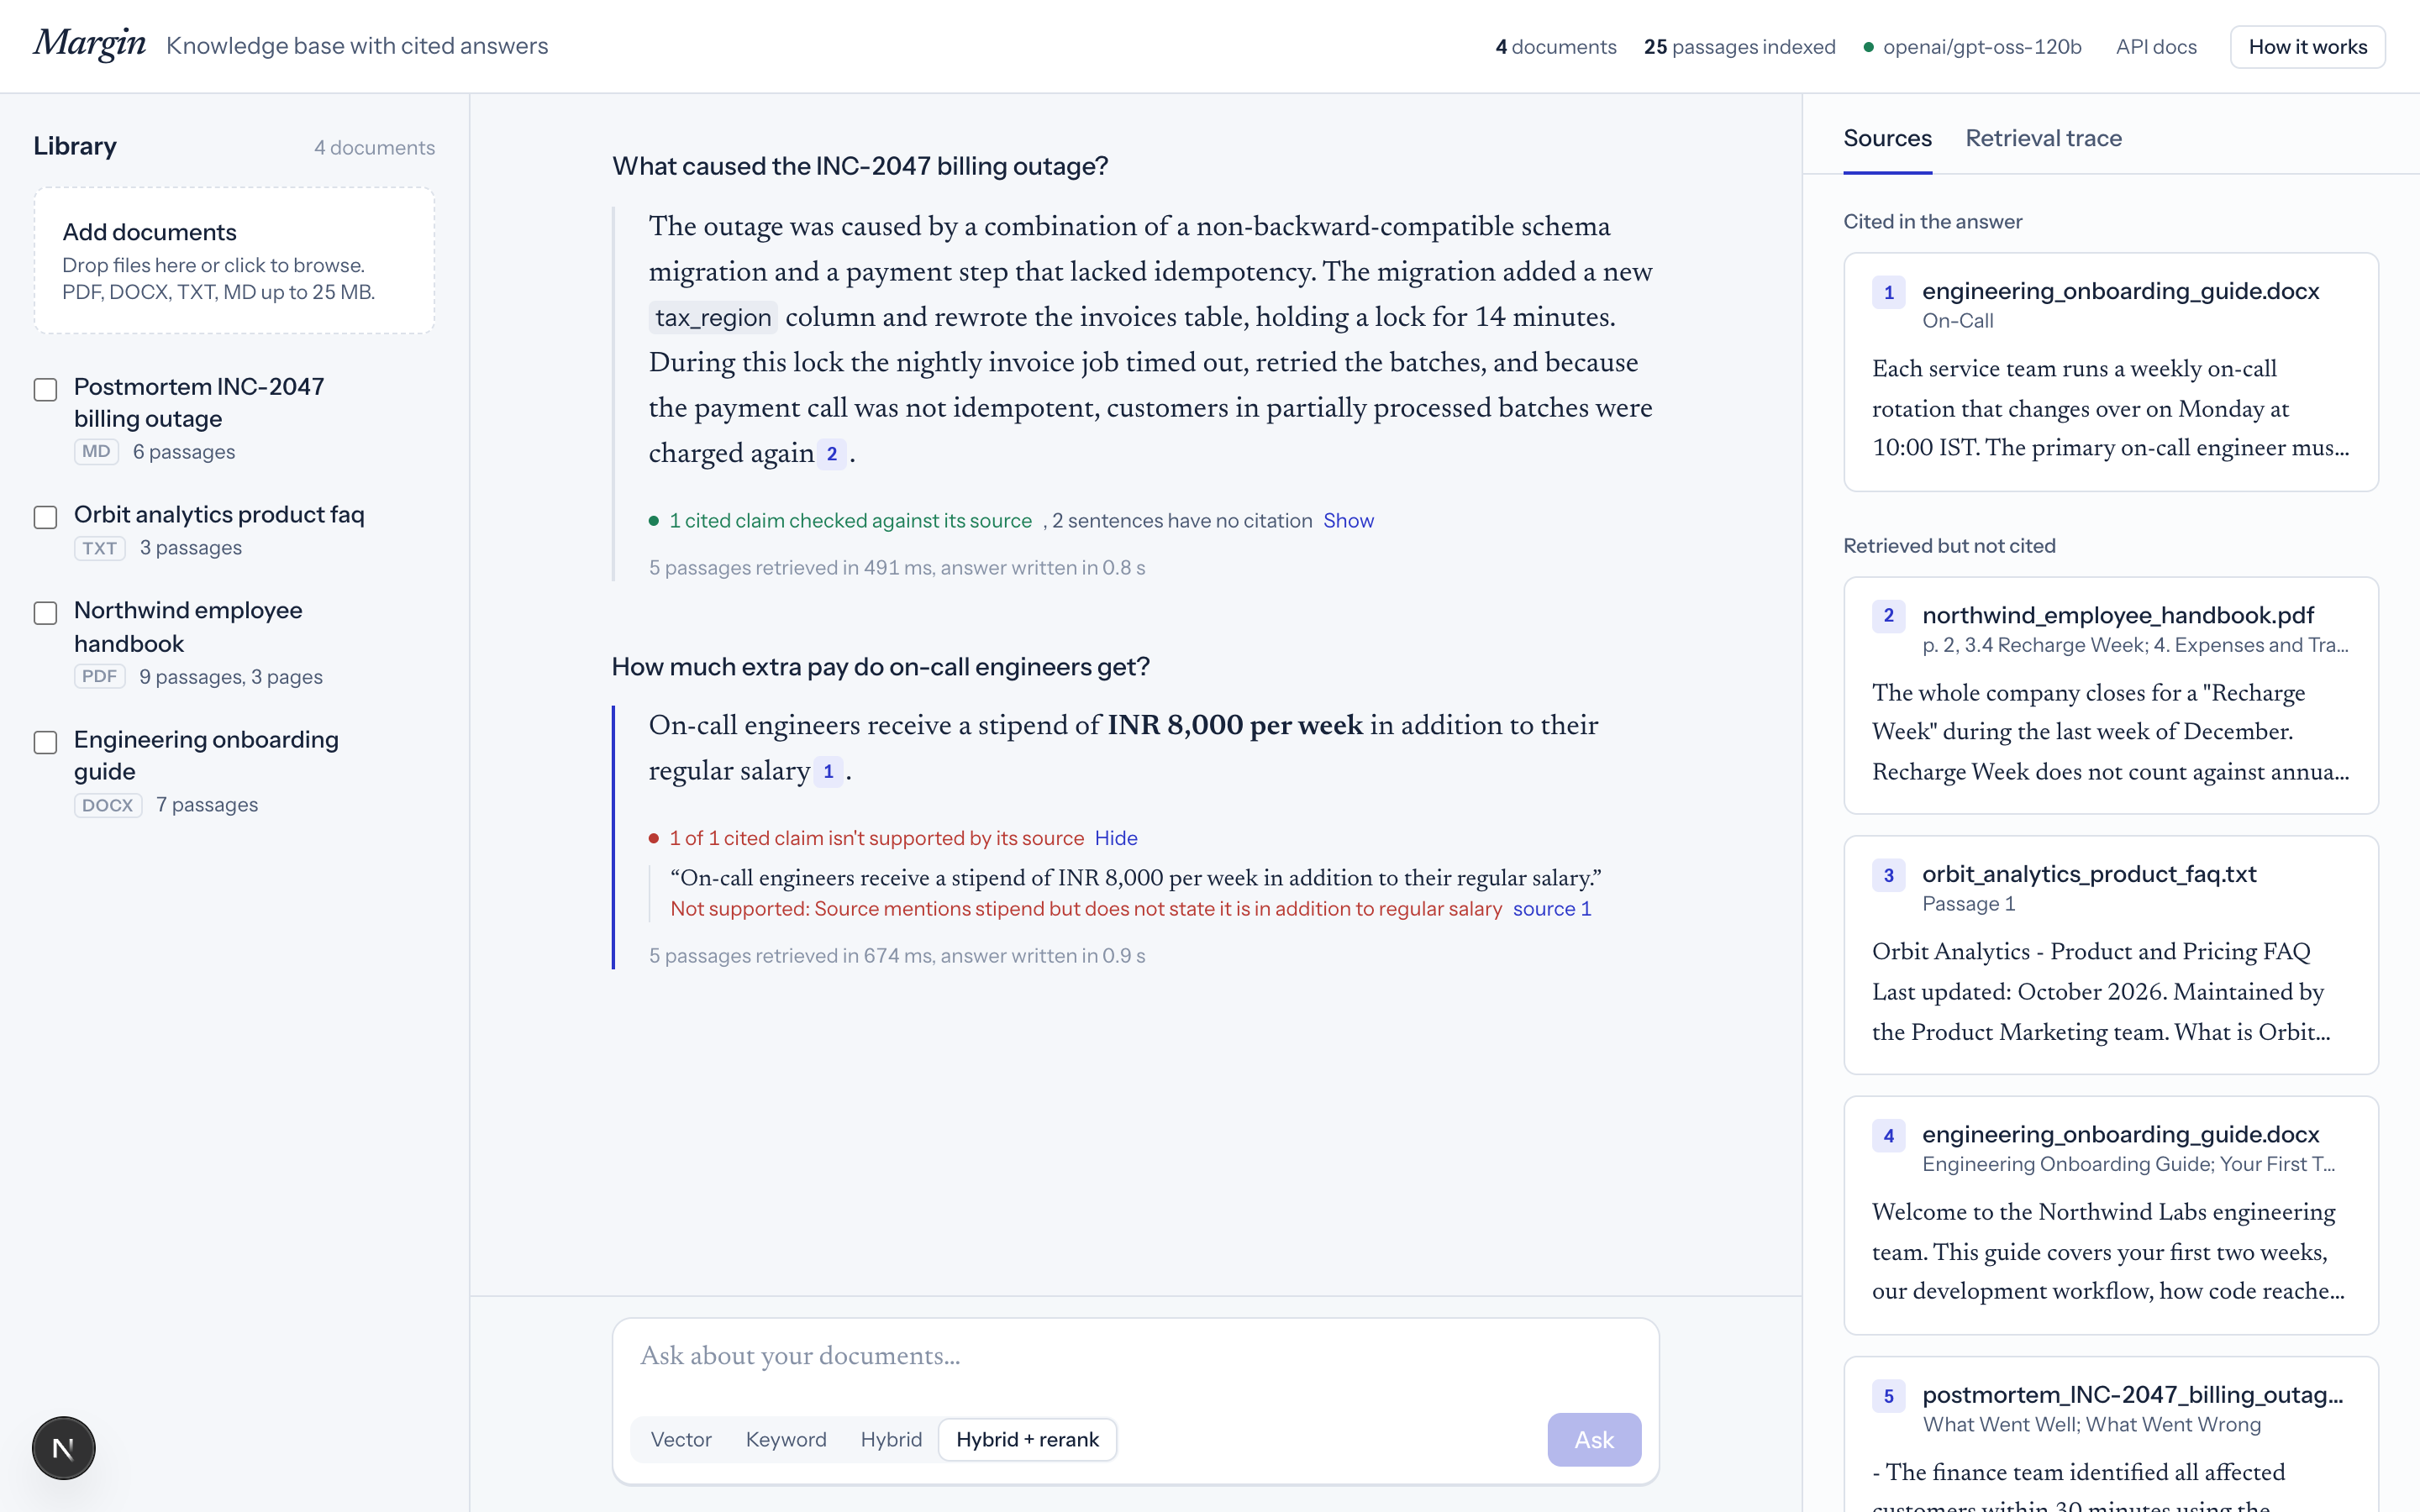 Margin Knowledge base with cited answers
4 documents 25 passages indexed openai/gpt-oss-120b API docs How it works
Library 4 documents
Add documents
Drop files here or click to browse.
PDF, DOCX, TXT, MD up to 25 MB.
Postmortem INC-2047
billing outage
MD 6 passages
Orbit analytics product faq
TXT 3 passages
Northwind employee
handbook
PDF 9 passages, 3 pages
Engineering onboarding
guide
DOCX 7 passages
N
What caused the INC-2047 billing outage?
The outage was caused by a combination of a non-backward-compatible schema
migration and a payment step that lacked idempotency. The migration added a new
tax_region column and rewrote the invoices table, holding a lock for 14 minutes.
During this lock the nightly invoice job timed out, retried the batches, and because
the payment call was not idempotent, customers in partially processed batches were
charged again 2 .
1 cited claim checked against its source , 2 sentences have no citation Show
5 passages retrieved in 491 ms, answer written in 0.8 s
How much extra pay do on-call engineers get?
On-call engineers receive a stipend of INR 8,000 per week in addition to their
regular salary 1 .
1 of 1 cited claim isn't supported by its source Hide
“On-call engineers receive a stipend of INR 8,000 per week in addition to their regular salary.”
Not supported: Source mentions stipend but does not state it is in addition to regular salary source 1
5 passages retrieved in 674 ms, answer written in 0.9 s
Ask about your documents...
Vector Keyword Hybrid Hybrid + rerank Ask
Sources Retrieval trace
Cited in the answer
1 engineering_onboarding_guide.docx
On-Call
Each service team runs a weekly on-call
rotation that changes over on Monday at
10:00 IST. The primary on-call engineer mus...
Retrieved but not cited
2 northwind_employee_handbook.pdf
p. 2, 3.4 Recharge Week; 4. Expenses and Tra...
The whole company closes for a "Recharge
Week" during the last week of December.
Recharge Week does not count against annua...
3 orbit_analytics_product_faq.txt
Passage 1
Orbit Analytics - Product and Pricing FAQ
Last updated: October 2026. Maintained by
the Product Marketing team. What is Orbit...
4 engineering_onboarding_guide.docx
Engineering Onboarding Guide; Your First T...
Welcome to the Northwind Labs engineering
team. This guide covers your first two weeks,
our development workflow, how code reache...
5 postmortem_INC-2047_billing_outag...
What Went Well; What Went Wrong
- The finance team identified all affected
customers within 30 minutes using the